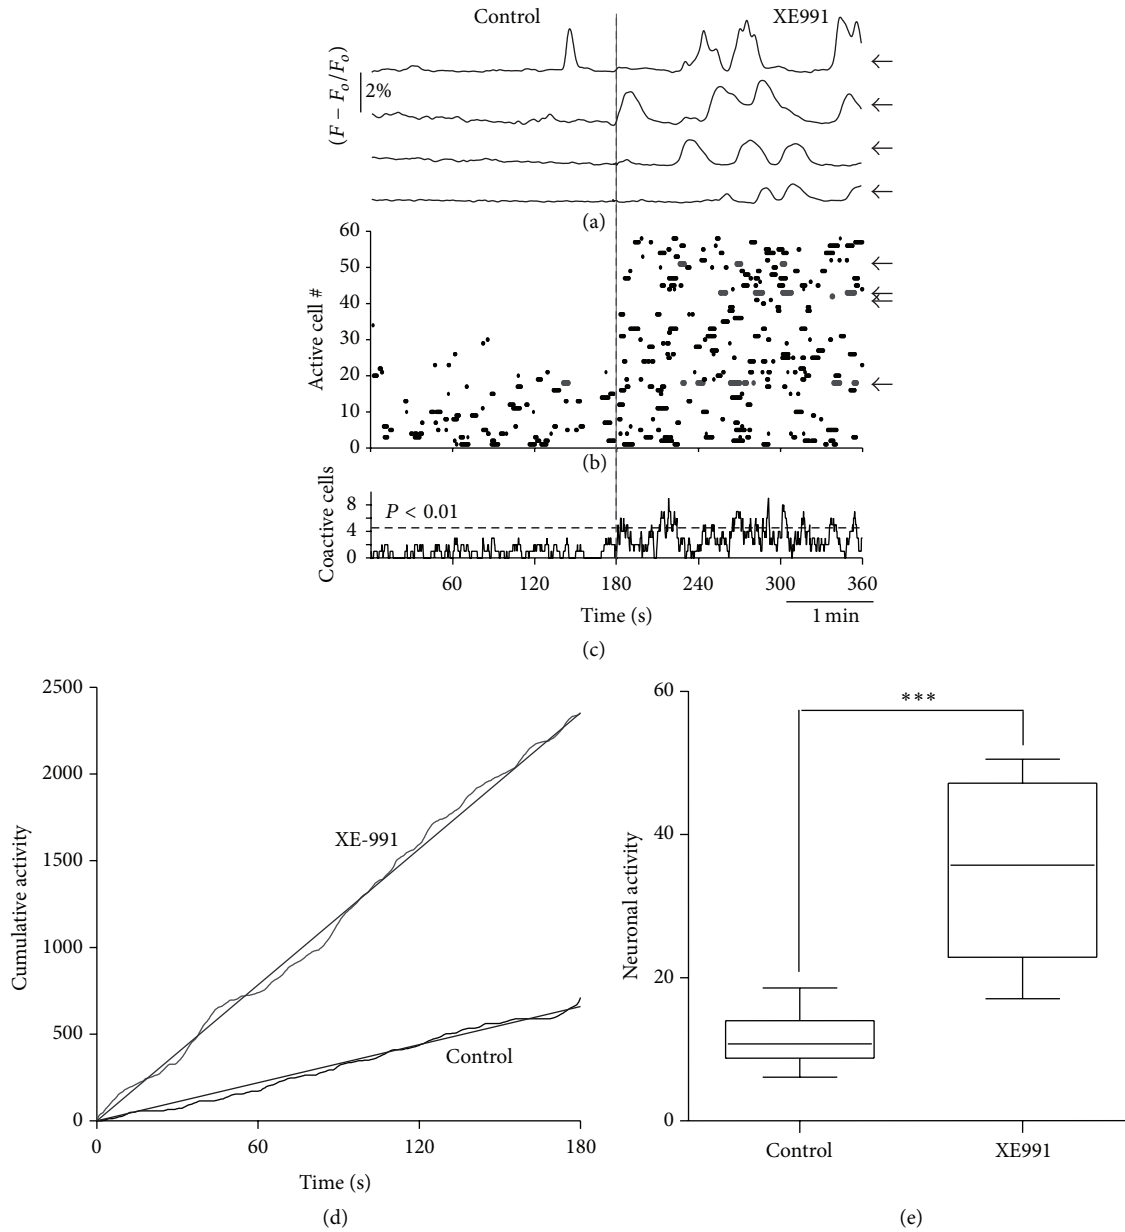 Control
XE991
(F − Fo/Fo)
2%
(a)
60
50
40
30
20
10
0
Active cell #
(b)
8
4
2
0
Coactive cells
P < 0.01
60
120
180
240
300
360
Time (s)
1 min
(c)
2500
2000
1500
1000
500
0
Cumulative activity
XE-991
Control
0
60
120
180
Time (s)
(d)
60
40
20
0
Neuronal activity
***
Control
XE991
(e)